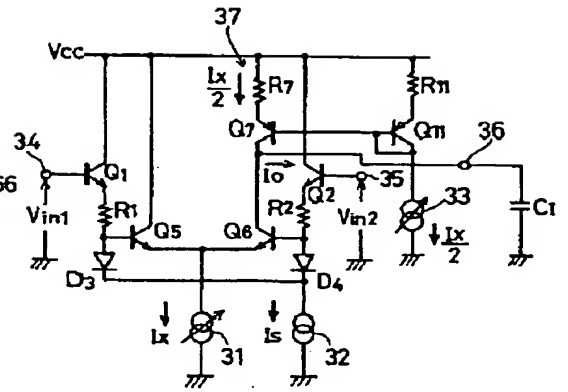 37
Vcc
Ix/2
R7
R11
34
Q7
Q11
36
66
Q1
Io
35
33
Vin1
R1
Q5
Q6
R2
Q2
Vin2
CI
Ix/2
D3
D4
Ix
31
Is
32